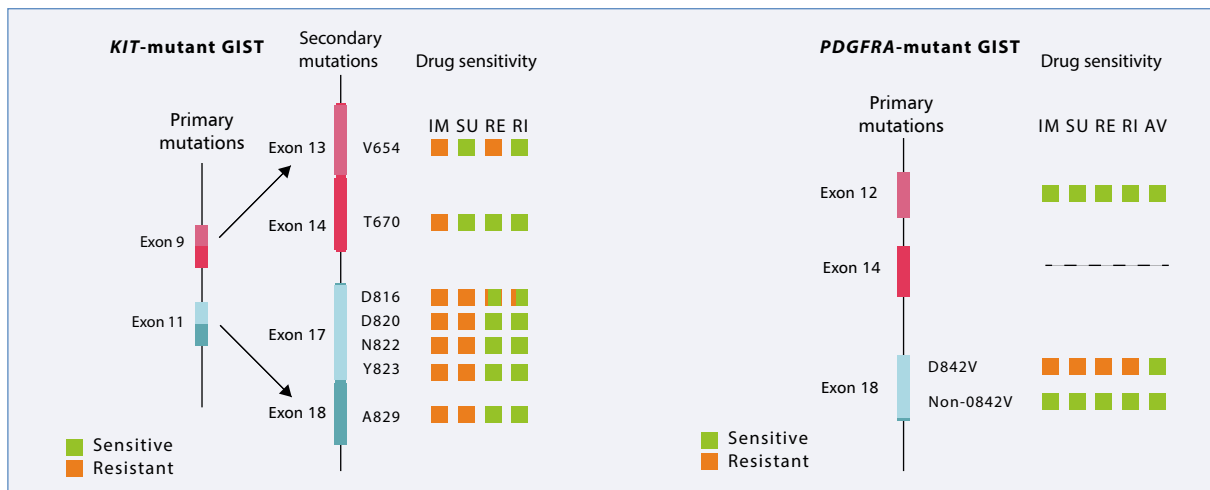 KIT-mutant GIST
Secondary
mutations
Drug sensitivity
Primary
mutations
IM SU RE RI
Exon 13
V654
Exon 14
T670
Exon 9
Exon 11
Exon 17
D816
D820
N822
Y823
Exon 18
A829
Sensitive
Resistant
PDGFRA-mutant GIST
Drug sensitivity
Primary
mutations
IM SU RE RI AV
Exon 12
Exon 14
Exon 18
D842V
Non-0842V
Sensitive
Resistant